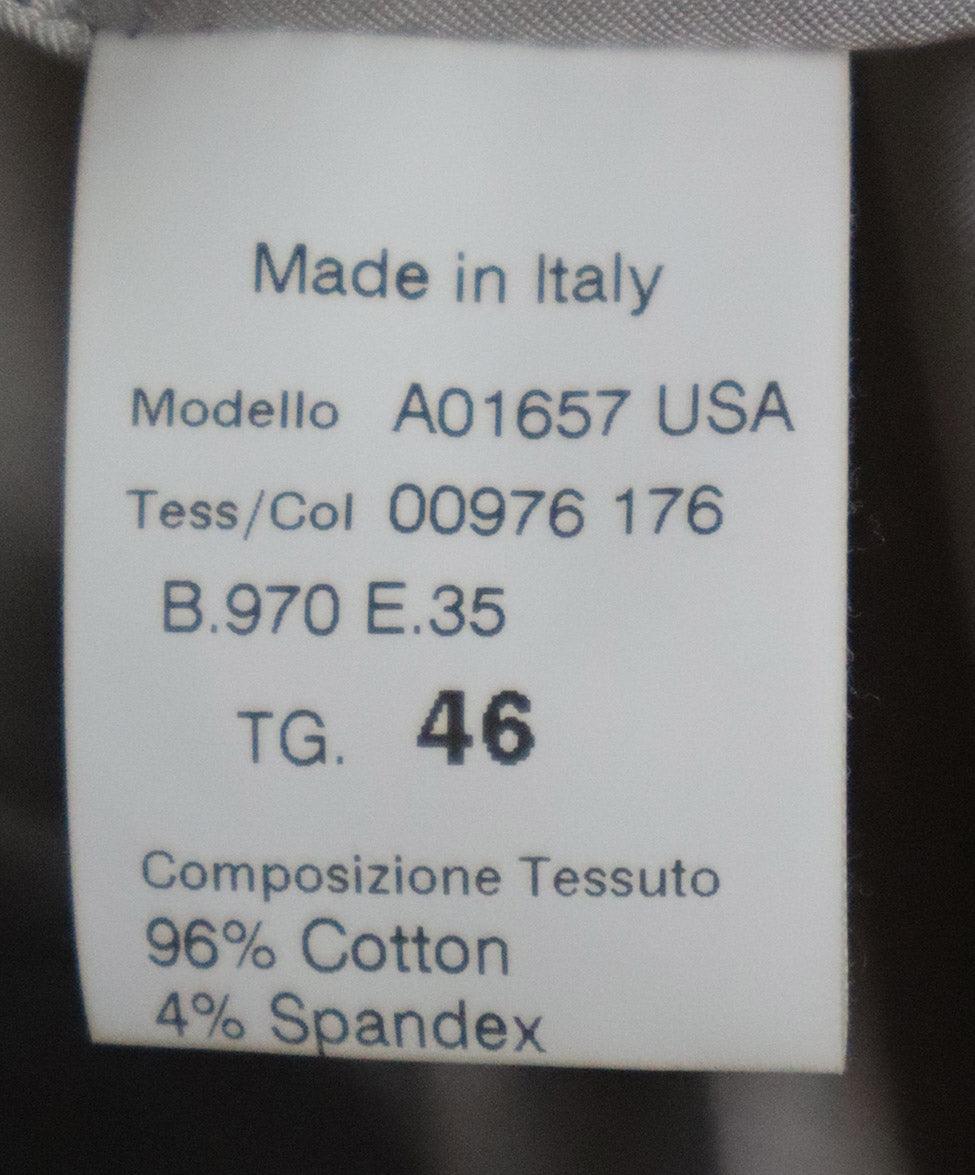 Made in Italy
Modello A01657 USA
Tess/Col 00976 176
B.970 E.35
TG. 46
Composizione Tessuto
96% Cotton
4% Spandex